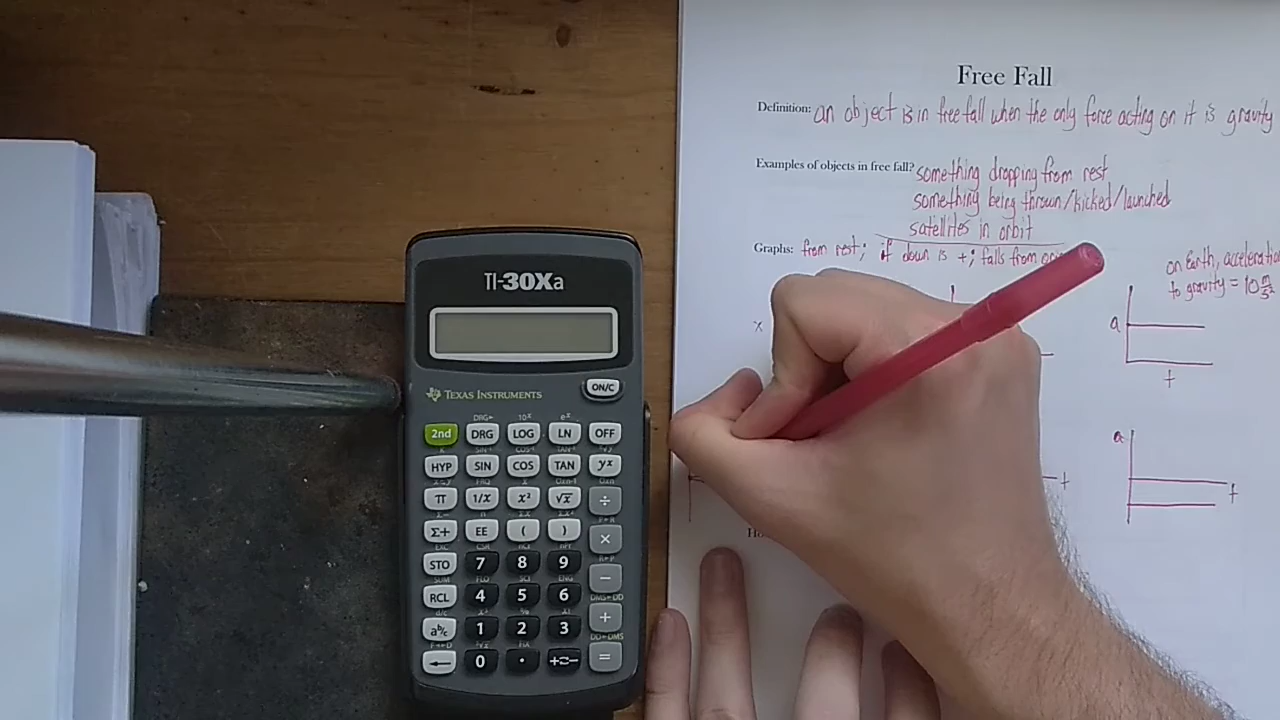 Free Fall
Definition: an object is in free fall when the only force acting on it is gravity
Examples of objects in free fall? something dropping from rest
something being thrown/kicked/launched
satellites in orbit
Graphs: from rest; if down is +; falls from
on Earth, acceleration
to gravity = 10 m/s²
x
a
t
a
t
t
TI-30Xa
TEXAS INSTRUMENTS
ON/C
2nd DRG LOG LN OFF
HYP SIN COS TAN yx
π 1/x x² √x ÷
Σ+ EE ( ) ×
STO 7 8 9 −
RCL 4 5 6 +
a b/c 1 2 3
← 0 . +⇆− =